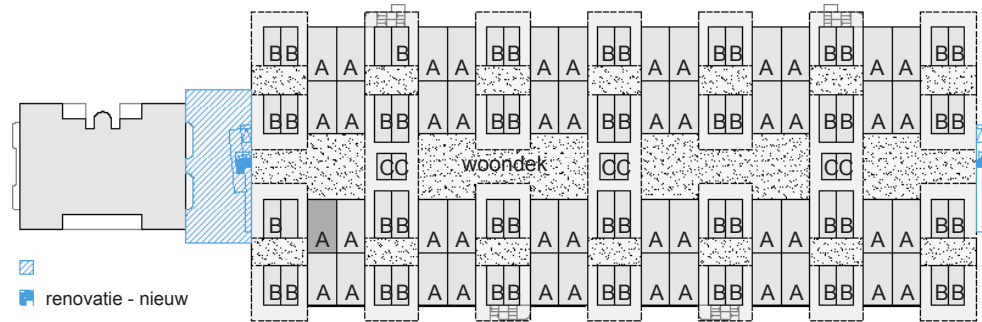 BB A A B A A BB A A BB A A BB A A BB A A BB
BB A A BB A A BB A A BB A A BB A A BB A A BB
CC woondek CC CC
B A A BB A A BB A A BB A A BB A A BB A A BB
BB A A BB A A BB A A BB A A BB A A BB A A BB
renovatie - nieuw